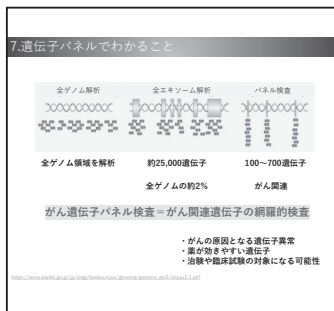 7.遺伝子パネルでわかること
全ゲノム解析
全エキソーム解析
パネル検査
全ゲノム領域を解析
約25,000遺伝子
100〜700遺伝子
全ゲノムの約2%
がん関連
がん遺伝子パネル検査=がん関連遺伝子の網羅的検査
・がんの原因となる遺伝子異常
・薬が効きやすい遺伝子
・治験や臨床試験の対象になる可能性